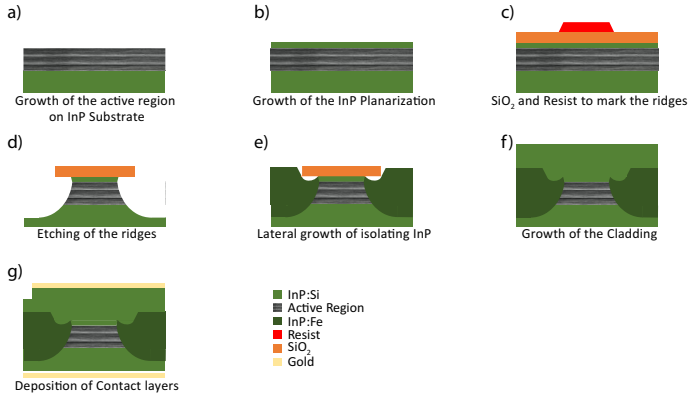 a)
b)
c)
Growth of the active region
on InP Substrate
Growth of the InP Planarization
SiO₂ and Resist to mark the ridges
d)
e)
f)
Etching of the ridges
Lateral growth of isolating InP
Growth of the Cladding
g)
Deposition of Contact layers
InP:Si
Active Region
InP:Fe
Resist
SiO₂
Gold